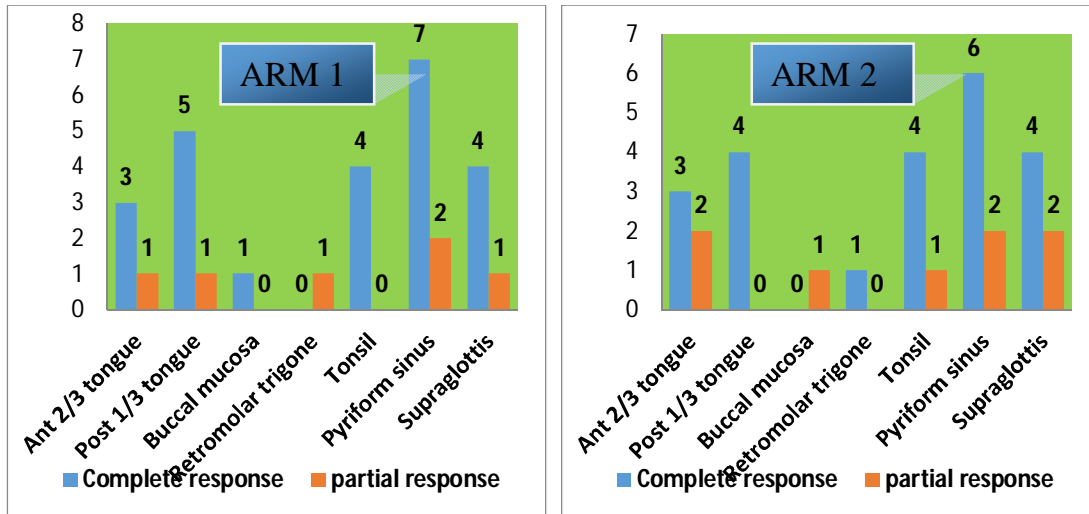 8
7
6
5
4
3
2
1
0
ARM 1
3
1
5
1
1
0
0
1
4
0
7
2
4
1
Ant 2/3 tongue
Post 1/3 tongue
Buccal mucosa
Retromolar trigone
Tonsil
Pyriform sinus
Supraglottis
Complete response
partial response
7
6
5
4
3
2
1
0
ARM 2
3
2
4
0
0
1
1
0
4
1
6
2
4
2
Ant 2/3 tongue
Post 1/3 tongue
Buccal mucosa
Retromolar trigone
Tonsil
Pyriform sinus
Supraglottis
Complete response
partial response